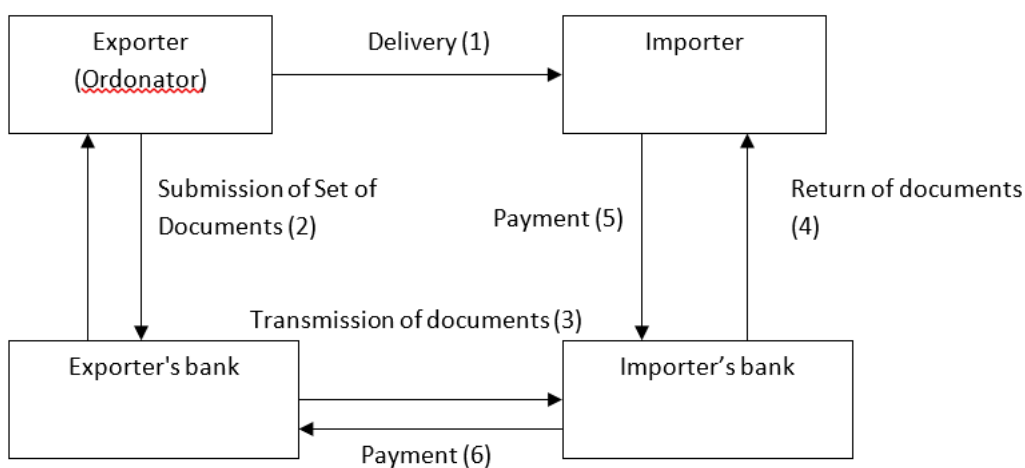 Exporter
(Ordonator)
Delivery (1)
Importer
Submission of Set of
Documents (2)
Payment (5)
Return of documents
(4)
Transmission of documents (3)
Exporter's bank
Importer’s bank
Payment (6)